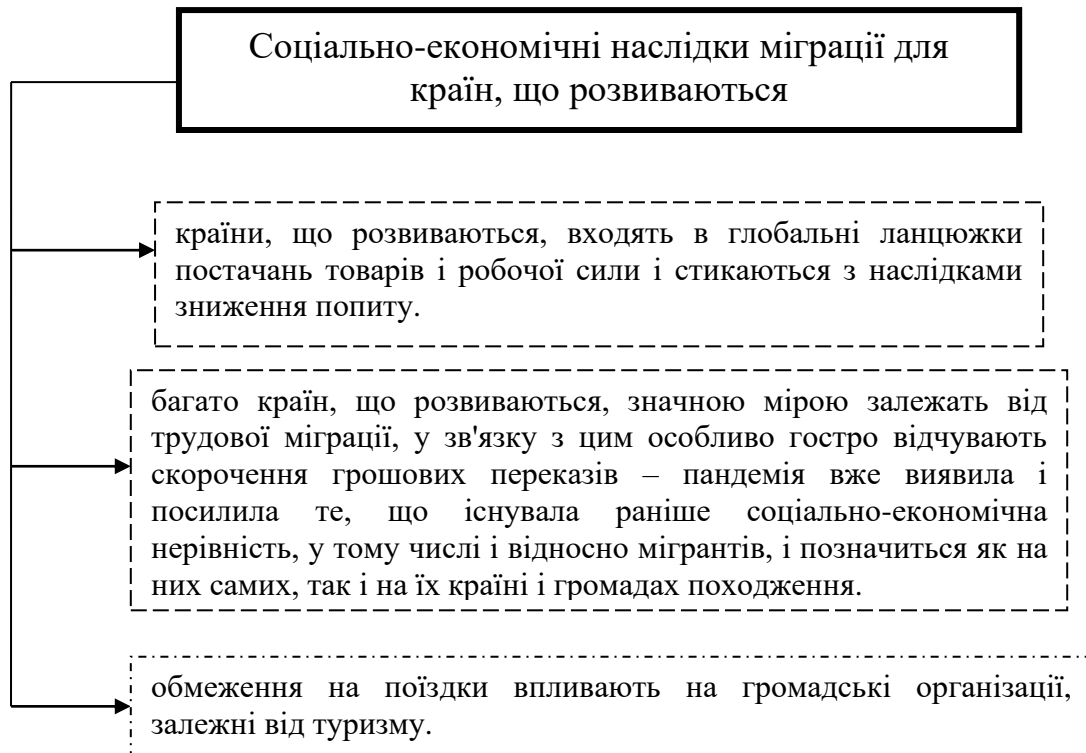 Соціально-економічні наслідки міграції для
країн, що розвиваються
країни, що розвиваються, входять в глобальні ланцюжки
постачань товарів і робочої сили і стикаються з наслідками
зниження попиту.
багато країн, що розвиваються, значною мірою залежать від
трудової міграції, у зв'язку з цим особливо гостро відчувають
скорочення грошових переказів – пандемія вже виявила і
посилила те, що існувала раніше соціально-економічна
нерівність, у тому числі і відносно мігрантів, і позначиться як на
них самих, так і на їх країні і громадах походження.
обмеження на поїздки впливають на громадські організації,
залежні від туризму.